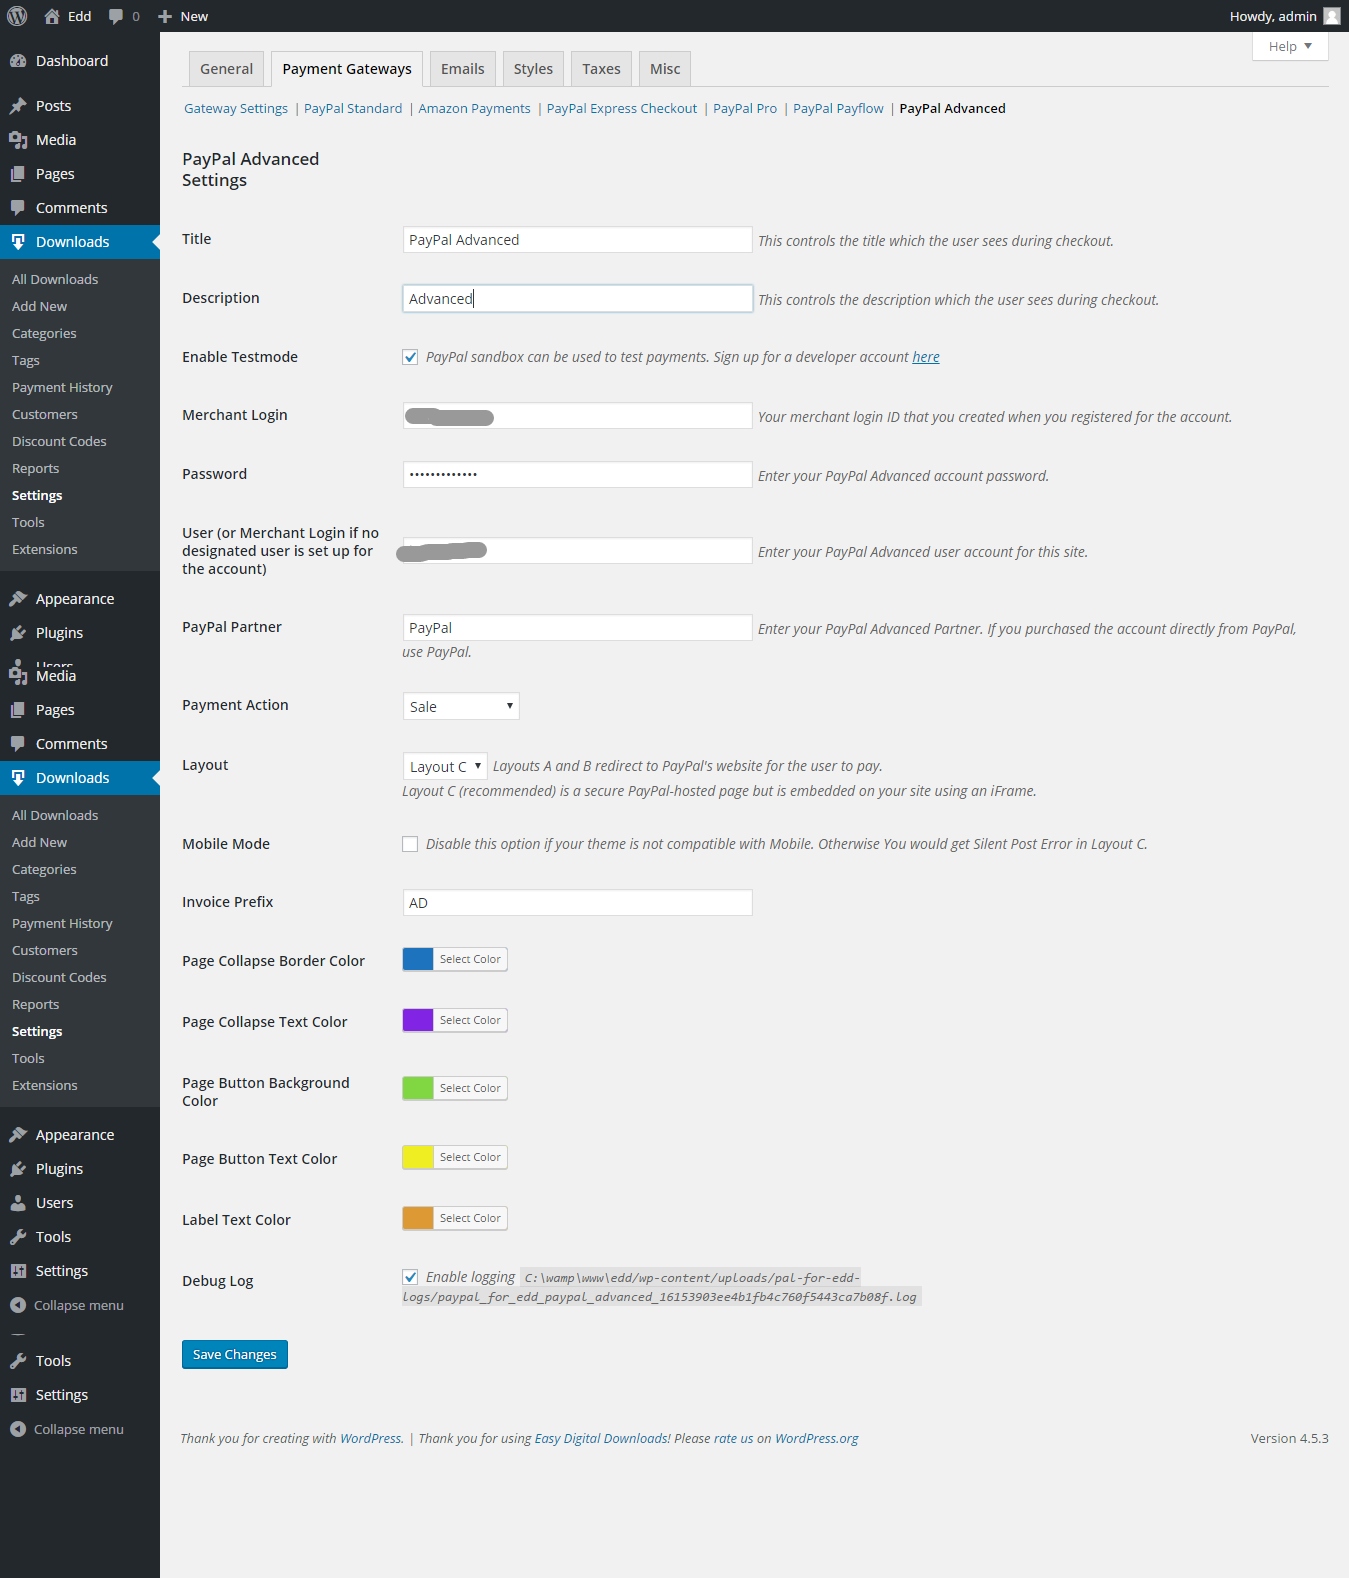 Edd 0 New Howdy, admin
Help
Dashboard
Posts
Media
Pages
Comments
Downloads
All Downloads
Add New
Categories
Tags
Payment History
Customers
Discount Codes
Reports
Settings
Tools
Extensions
Appearance
Plugins
Users
Media
Pages
Comments
Downloads
All Downloads
Add New
Categories
Tags
Payment History
Customers
Discount Codes
Reports
Settings
Tools
Extensions
Appearance
Plugins
Users
Tools
Settings
Collapse menu
Tools
Settings
Collapse menu
General Payment Gateways Emails Styles Taxes Misc
Gateway Settings | PayPal Standard | Amazon Payments | PayPal Express Checkout | PayPal Pro | PayPal Payflow | PayPal Advanced
PayPal Advanced
Settings
Title PayPal Advanced This controls the title which the user sees during checkout.
Description Advanced This controls the description which the user sees during checkout.
Enable Testmode PayPal sandbox can be used to test payments. Sign up for a developer account here
Merchant Login Your merchant login ID that you created when you registered for the account.
Password ••••••••••••• Enter your PayPal Advanced account password.
User (or Merchant Login if no
designated user is set up for
the account)
Enter your PayPal Advanced user account for this site.
PayPal Partner PayPal Enter your PayPal Advanced Partner. If you purchased the account directly from PayPal,
use PayPal.
Payment Action Sale
Layout Layout C Layouts A and B redirect to PayPal's website for the user to pay.
Layout C (recommended) is a secure PayPal-hosted page but is embedded on your site using an iFrame.
Mobile Mode Disable this option if your theme is not compatible with Mobile. Otherwise You would get Silent Post Error in Layout C.
Invoice Prefix AD
Page Collapse Border Color Select Color
Page Collapse Text Color Select Color
Page Button Background
Color
Select Color
Page Button Text Color Select Color
Label Text Color Select Color
Debug Log Enable logging C:\wamp\www\edd/wp-content/uploads/pal-for-edd-
logs/paypal_for_edd_paypal_advanced_16153903ee4b1fb4c760f5443ca7b08f.log
Save Changes
Thank you for creating with WordPress. | Thank you for using Easy Digital Downloads! Please rate us on WordPress.org Version 4.5.3